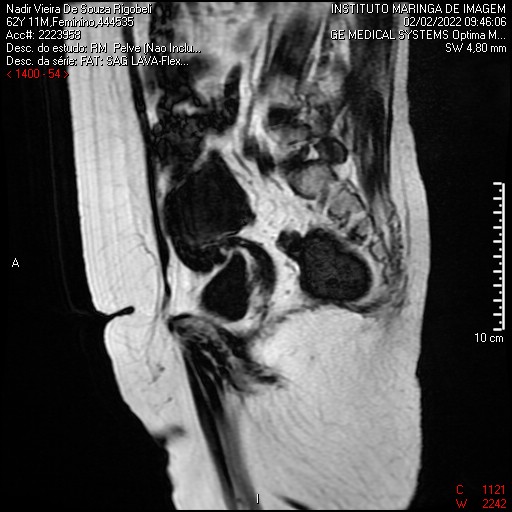 Nadir Vieira De Souza Rigobeli
62Y 11M,Feminino,444535
Acc#: 2223953
Desc. do estudo: RM Pelve (Nao Inclu...
Desc. da série: FAT: SAG LAVA-Flex...
< 1400 - 54 >
INSTITUTO MARINGA DE IMAGEM
02/02/2022 09:46:06
GE MEDICAL SYSTEMS Optima M...
SW 4,80 mm
A
10 cm
I
C 1121
W 2242